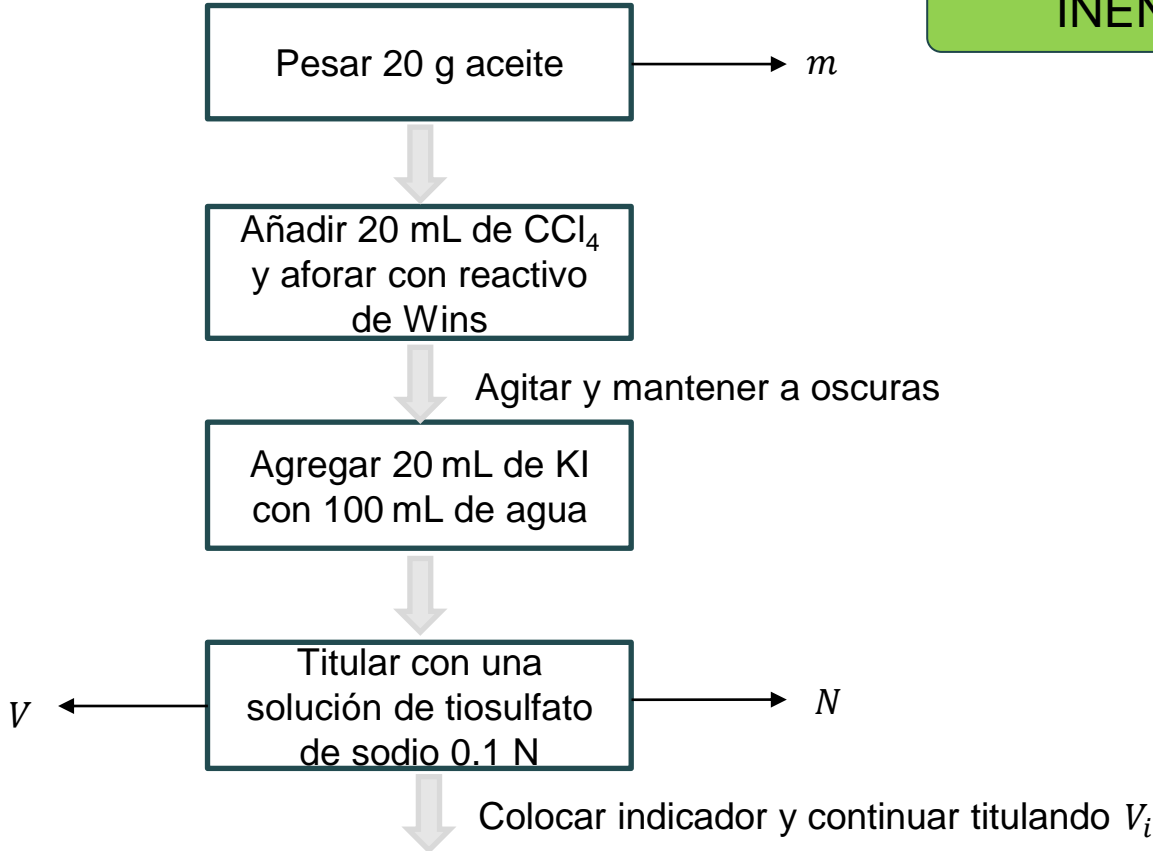 INEN
Pesar 20 g aceite
m
Añadir 20 mL de CCl₄
y aforar con reactivo
de Wins
Agitar y mantener a oscuras
Agregar 20 mL de KI
con 100 mL de agua
Titular con una
solución de tiosulfato
de sodio 0.1 N
V
N
Colocar indicador y continuar titulando Vᵢ